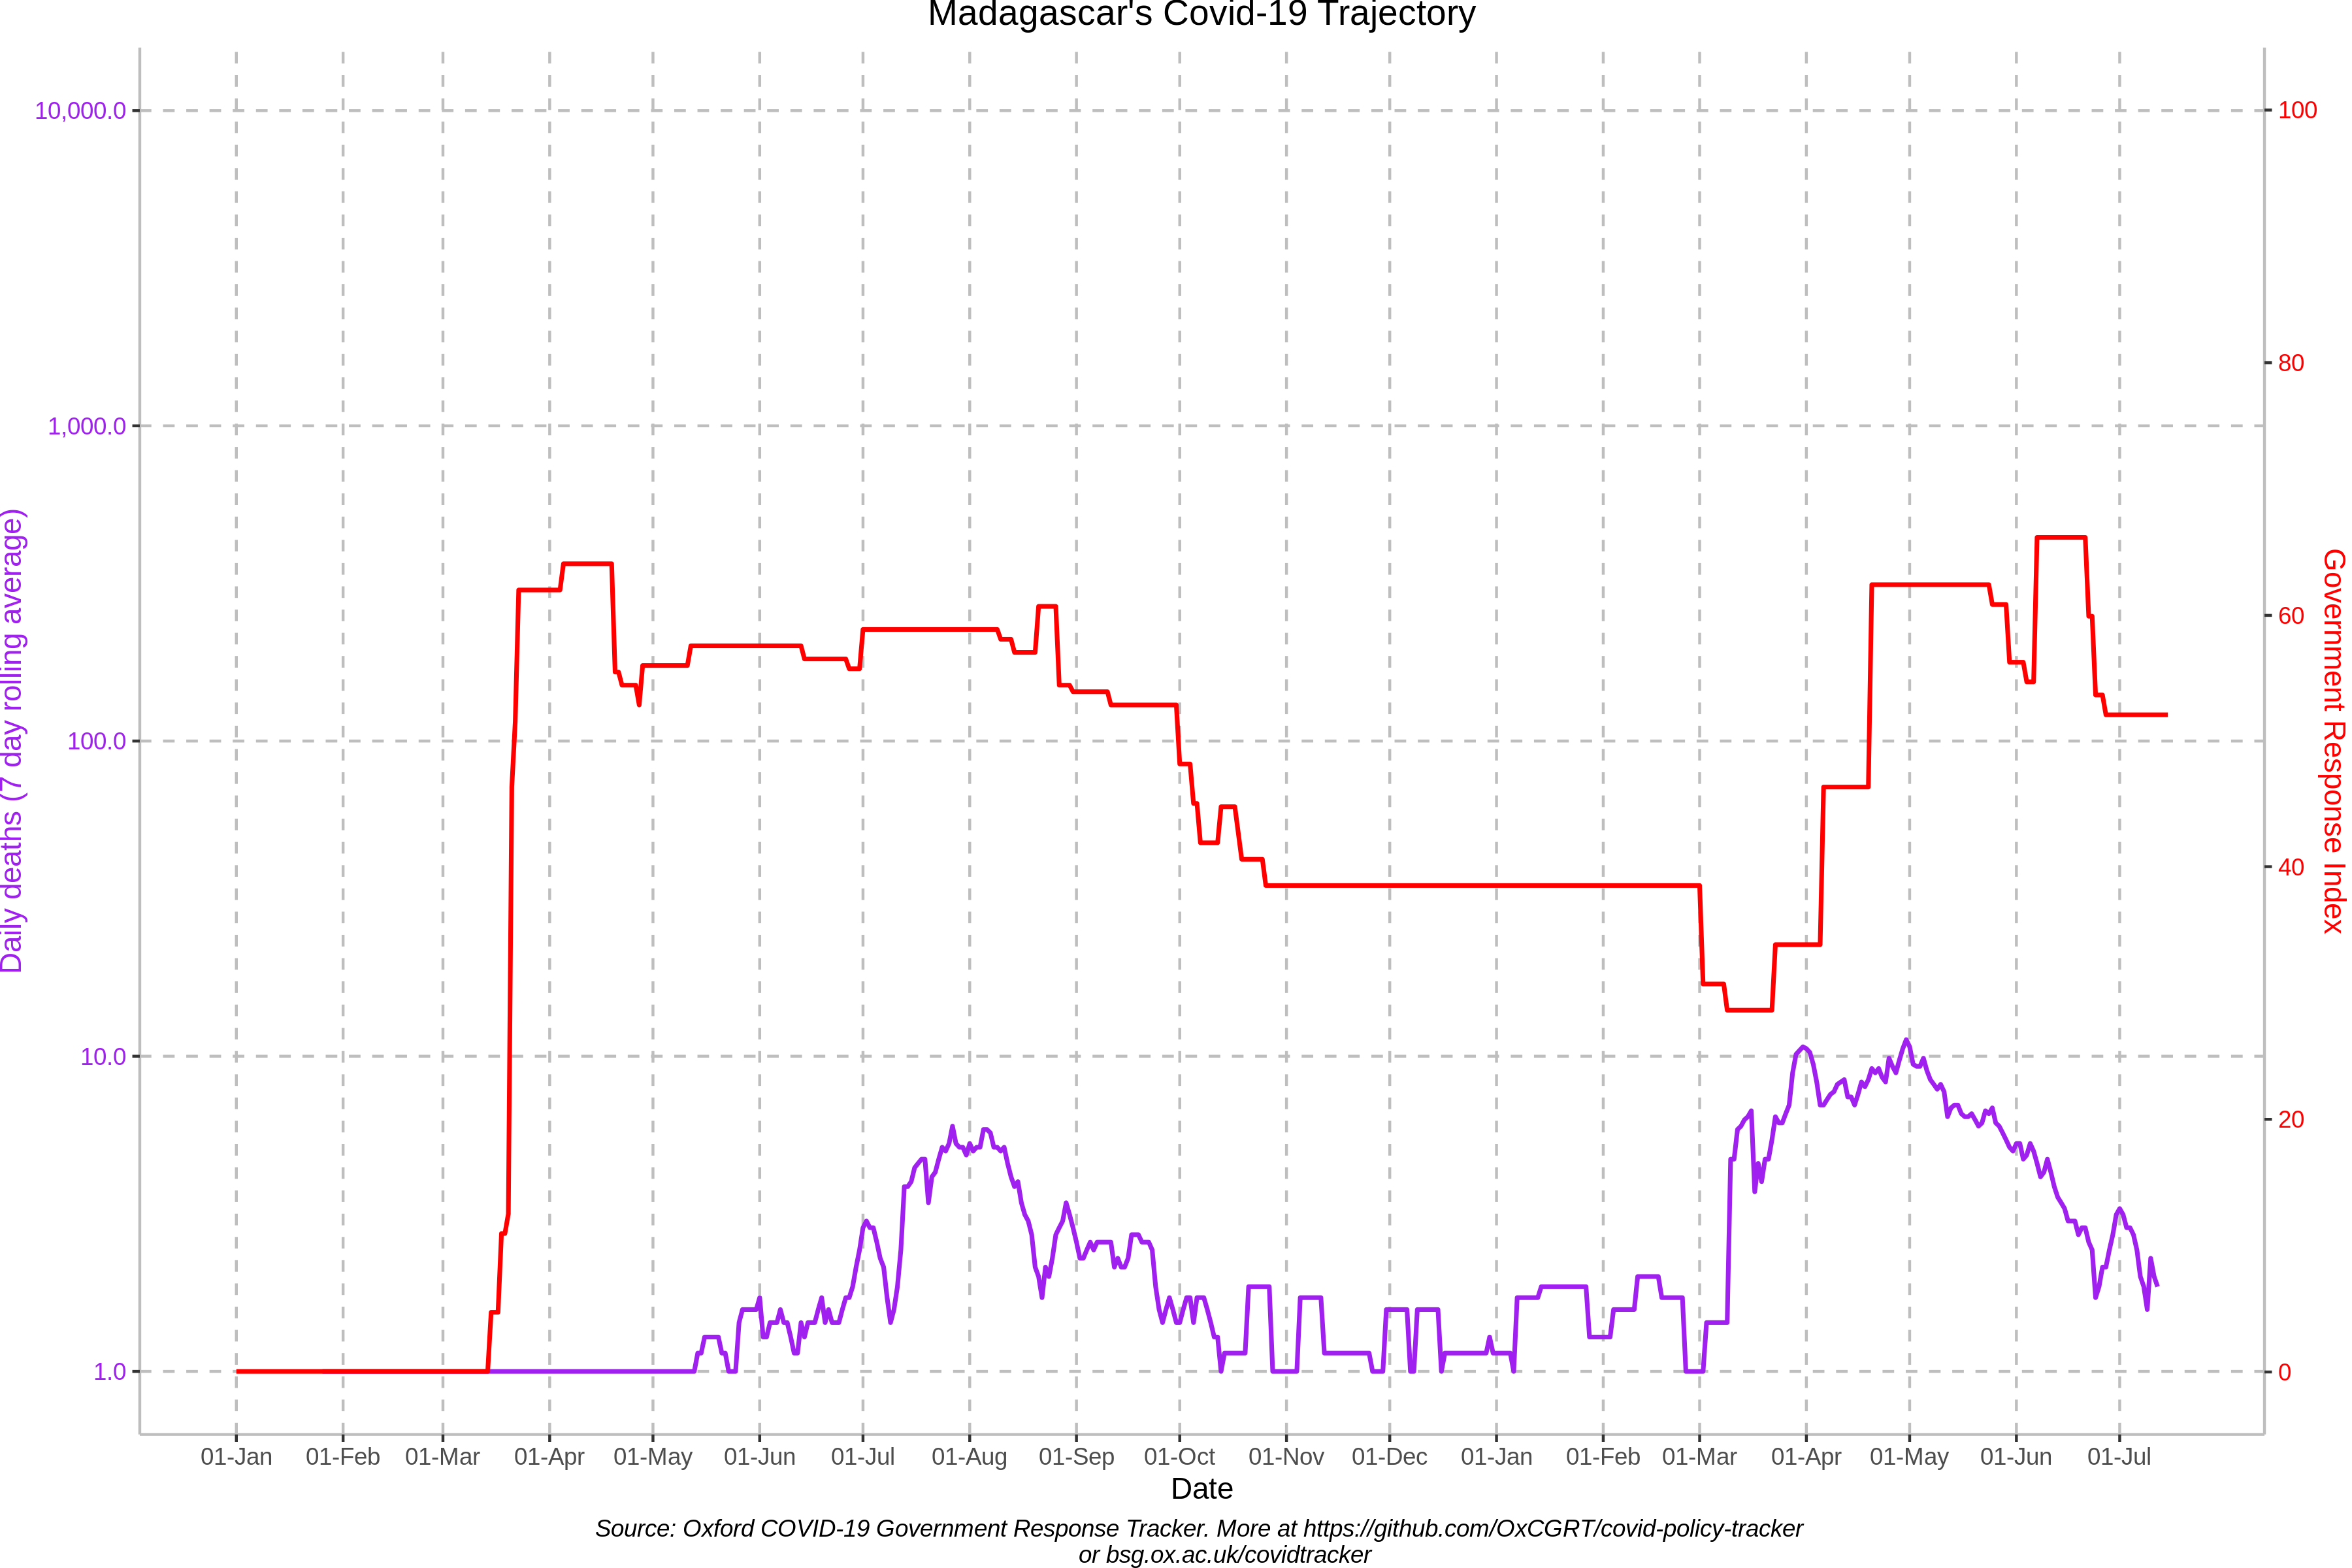 Madagascar's Covid-19 Trajectory
10,000.0
1,000.0
100.0
10.0
1.0
Daily deaths (7 day rolling average)
100
80
60
40
20
0
Government Response Index
01-Jan 01-Feb 01-Mar 01-Apr 01-May 01-Jun 01-Jul 01-Aug 01-Sep 01-Oct 01-Nov 01-Dec 01-Jan 01-Feb 01-Mar 01-Apr 01-May 01-Jun 01-Jul
Date
Source: Oxford COVID-19 Government Response Tracker. More at https://github.com/OxCGRT/covid-policy-tracker
or bsg.ox.ac.uk/covidtracker